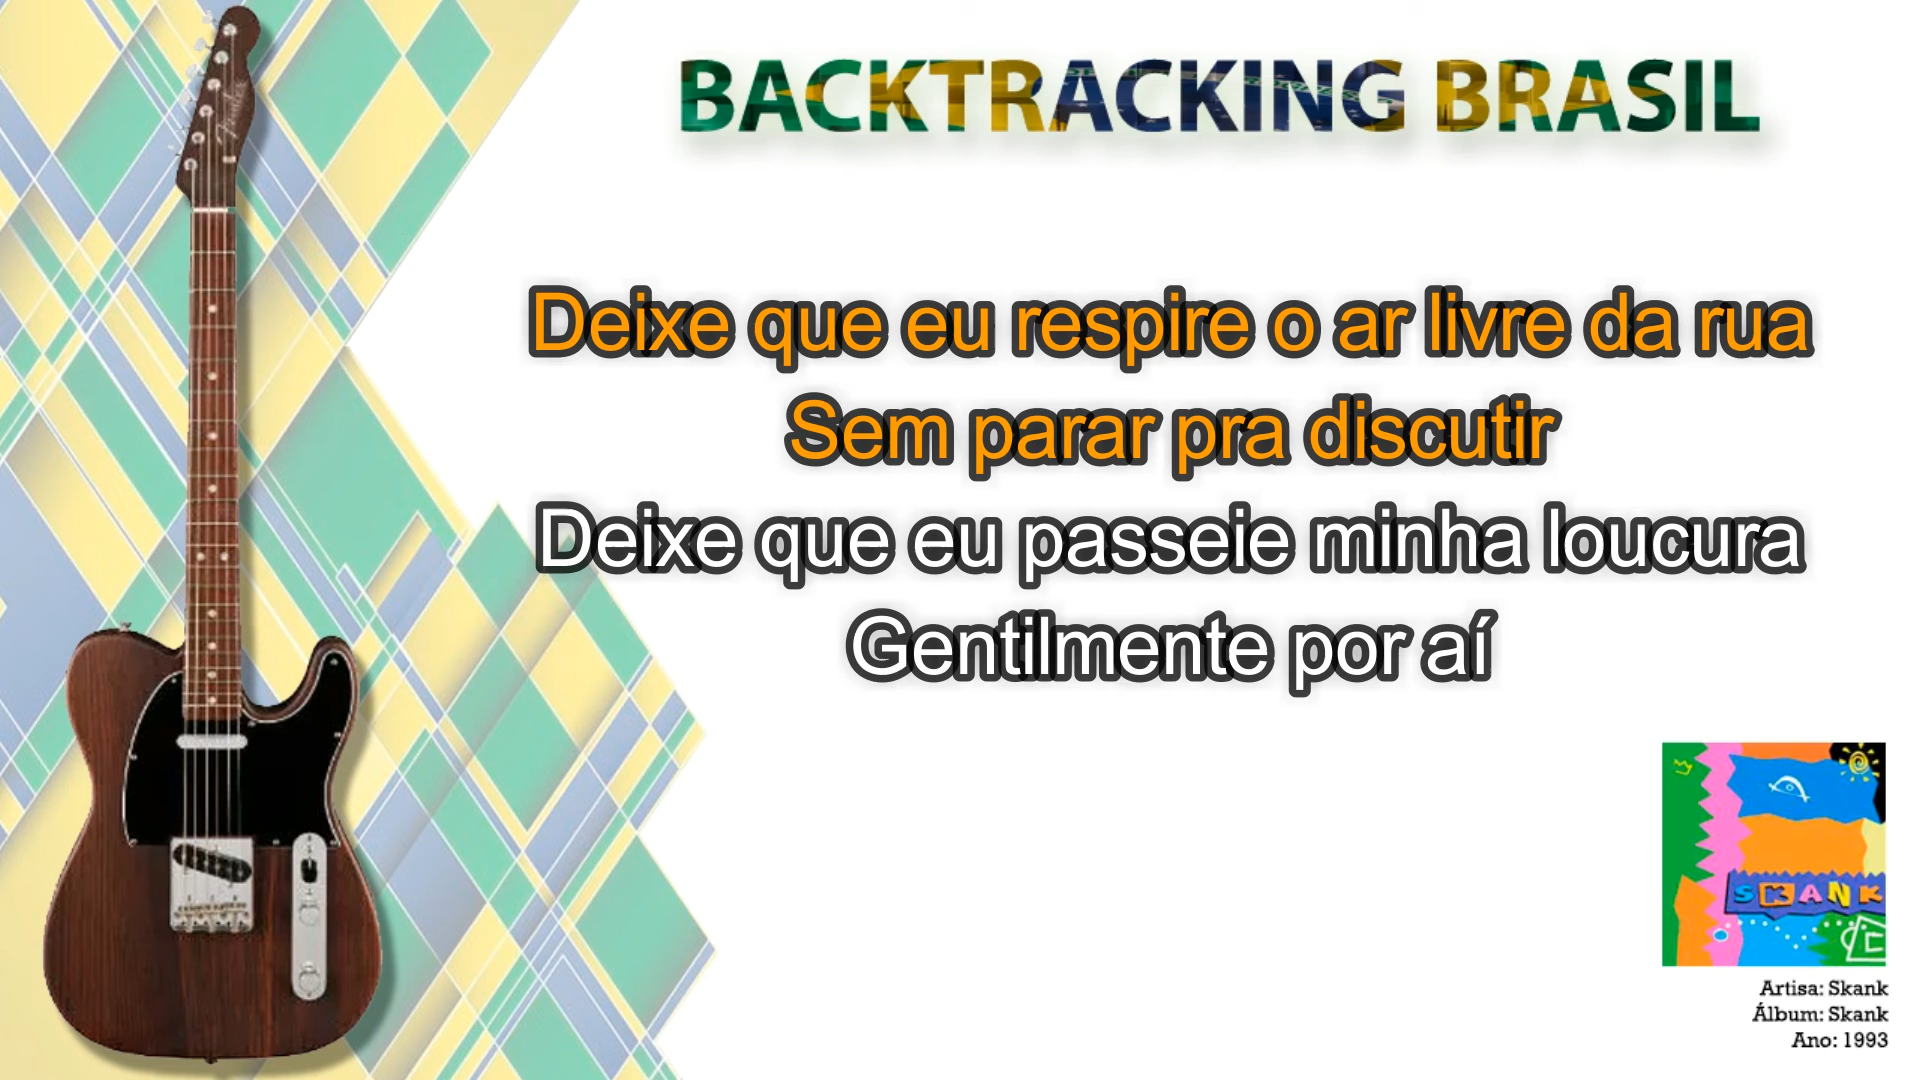 BACKTRACKING BRASIL
Deixe que eu respire o ar livre da rua
Sem parar pra discutir
Deixe que eu passeie minha loucura
Gentilmente por aí
SKANK
Artisa: Skank
Álbum: Skank
Ano: 1993
Fender